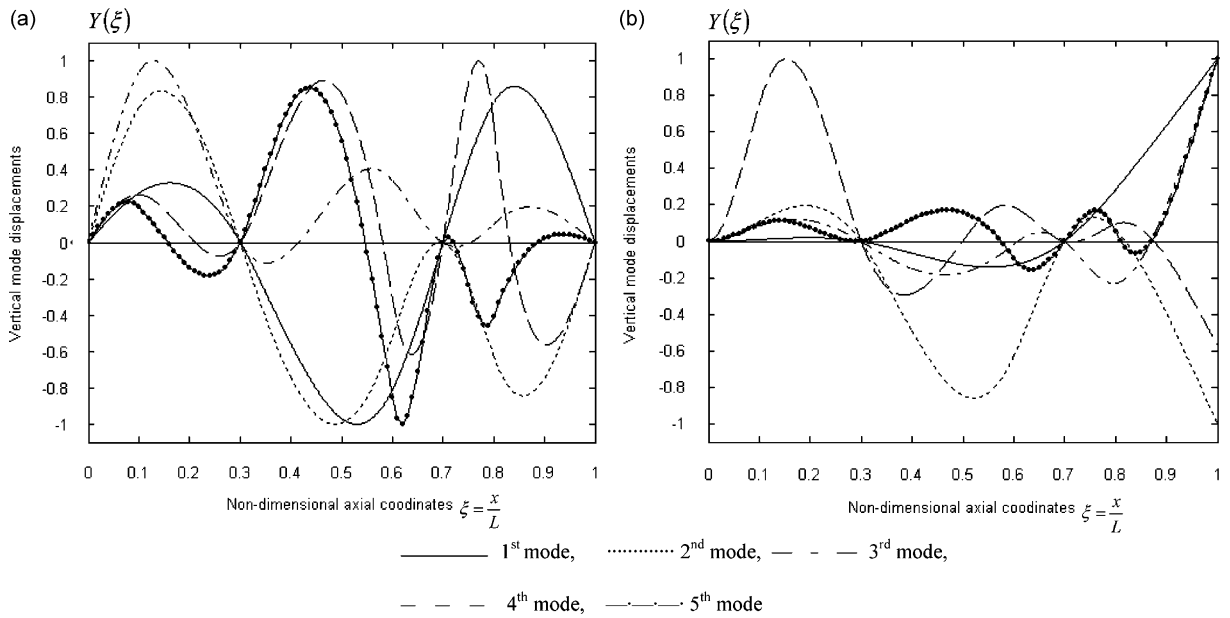 (a)
Y(ξ)
1
0.8
0.6
0.4
0.2
0
-0.2
-0.4
-0.6
-0.8
-1
Vertical mode displacements
0 0.1 0.2 0.3 0.4 0.5 0.6 0.7 0.8 0.9 1
Non-dimensional axial coodinates ξ = x/L
(b)
Y(ξ)
1
0.8
0.6
0.4
0.2
0
-0.2
-0.4
-0.6
-0.8
-1
Vertical mode displacements
0 0.1 0.2 0.3 0.4 0.5 0.6 0.7 0.8 0.9 1
Non-dimensional axial coodinates ξ = x/L
1st mode, 2nd mode, 3rd mode,
4th mode, 5th mode